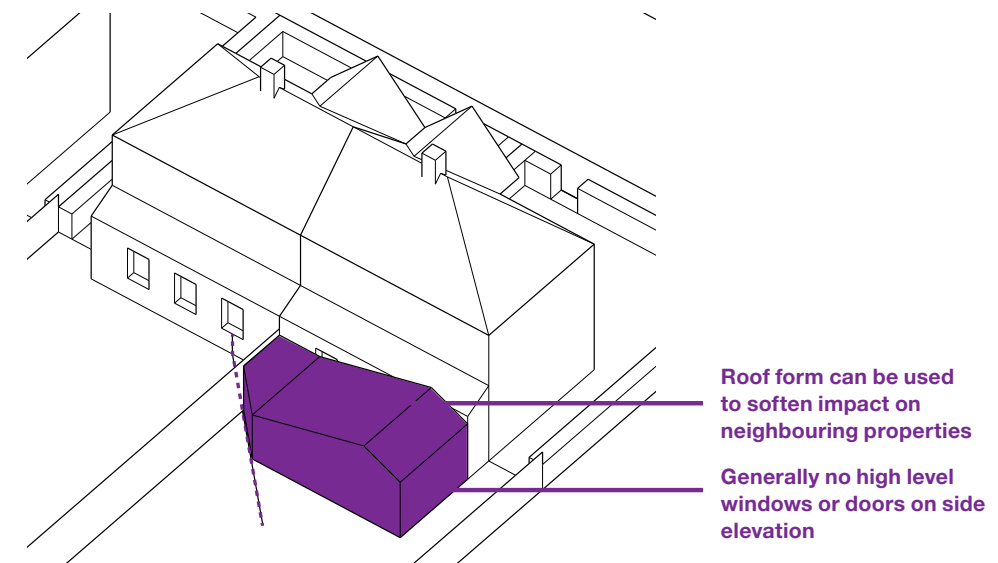 Roof form can be used
to soften impact on
neighbouring properties
Generally no high level
windows or doors on side
elevation